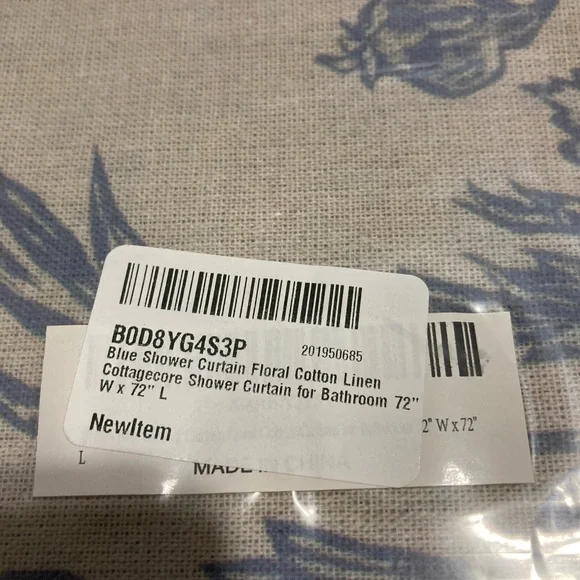 B0D8YG4S3P 201950685
Blue Shower Curtain Floral Cotton Linen
Cottagecore Shower Curtain for Bathroom 72"
W x 72" L
NewItem
2" W x 72"
L
MADE IN CHINA